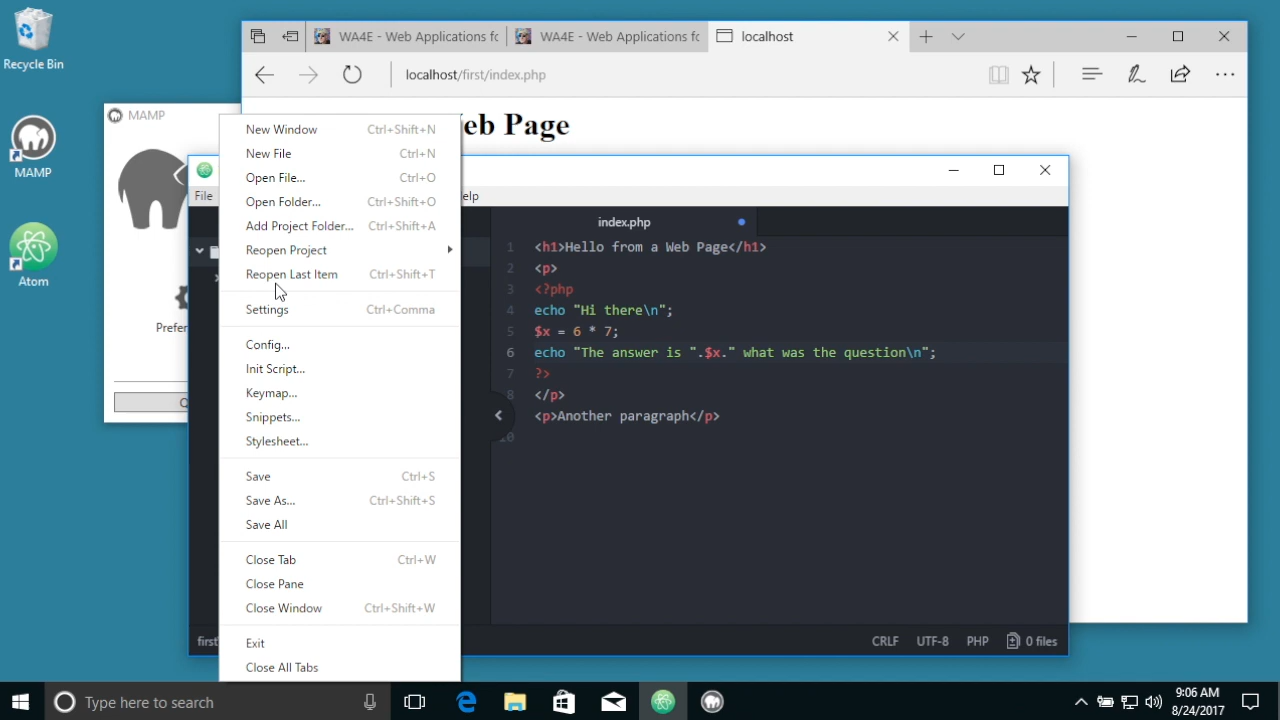 Recycle Bin
MAMP
Atom
WA4E - Web Applications fo
WA4E - Web Applications fo
localhost
localhost/first/index.php
eb Page
MAMP
Prefer
File
elp
New Window Ctrl+Shift+N
New File Ctrl+N
Open File... Ctrl+O
Open Folder... Ctrl+Shift+O
Add Project Folder... Ctrl+Shift+A
Reopen Project
Reopen Last Item Ctrl+Shift+T
Settings Ctrl+Comma
Config...
Init Script...
Keymap...
Snippets...
Stylesheet...
Save Ctrl+S
Save As... Ctrl+Shift+S
Save All
Close Tab Ctrl+W
Close Pane
Close Window Ctrl+Shift+W
Exit
Close All Tabs
index.php
1 <h1>Hello from a Web Page</h1>
2 <p>
3 <?php
4 echo "Hi there\n";
5 $x = 6 * 7;
6 echo "The answer is ".$x." what was the question\n";
7 ?>
8 </p>
<p>Another paragraph</p>
10
first
CRLF UTF-8 PHP 0 files
Type here to search
9:06 AM
8/24/2017